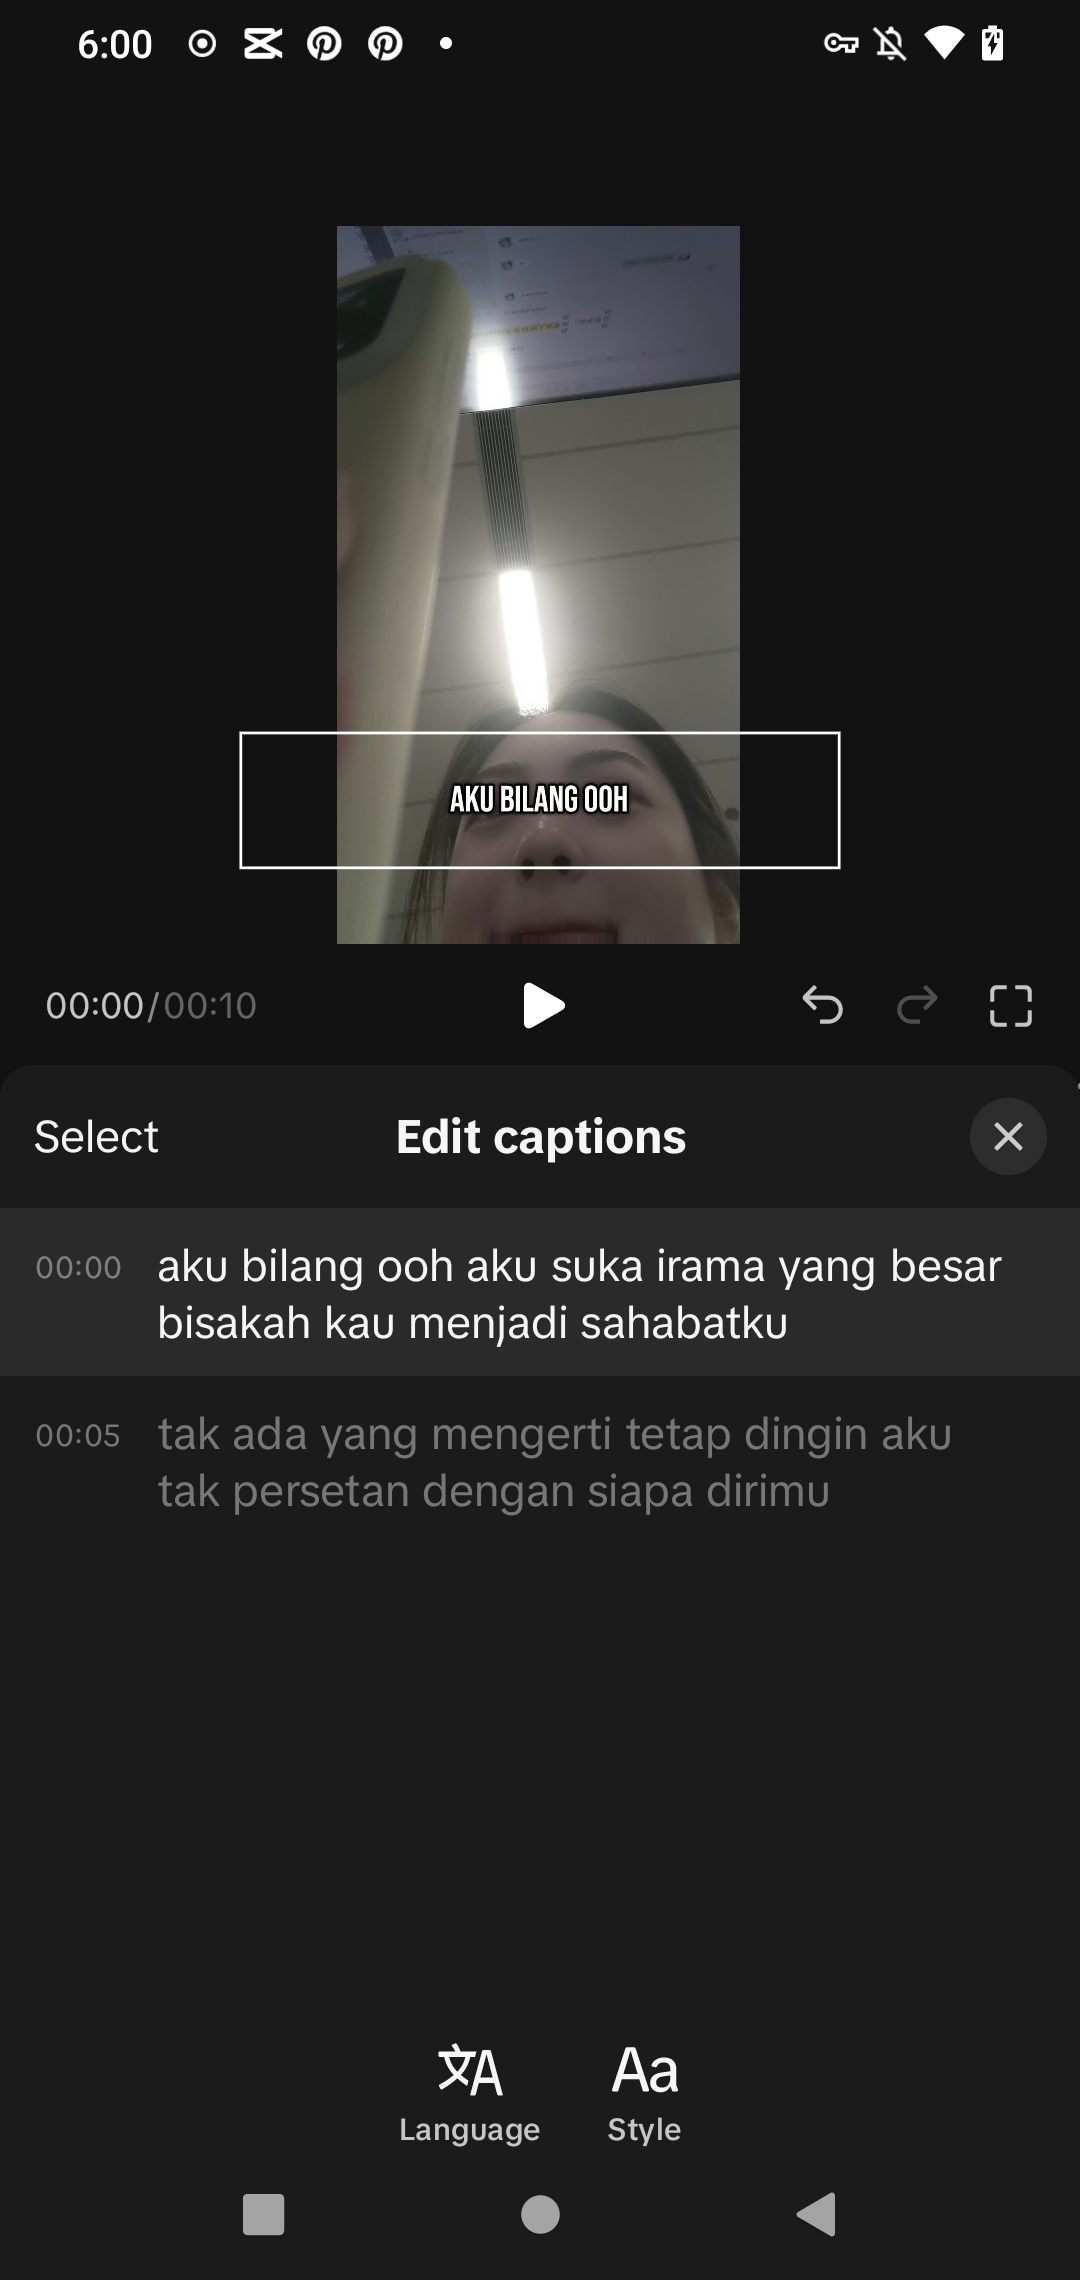 6:00
AKU BILANG OOH
00:00/00:10
Select
Edit captions
00:00
aku bilang ooh aku suka irama yang besar
bisakah kau menjadi sahabatku
00:05
tak ada yang mengerti tetap dingin aku
tak persetan dengan siapa dirimu
Language
Aa
Style